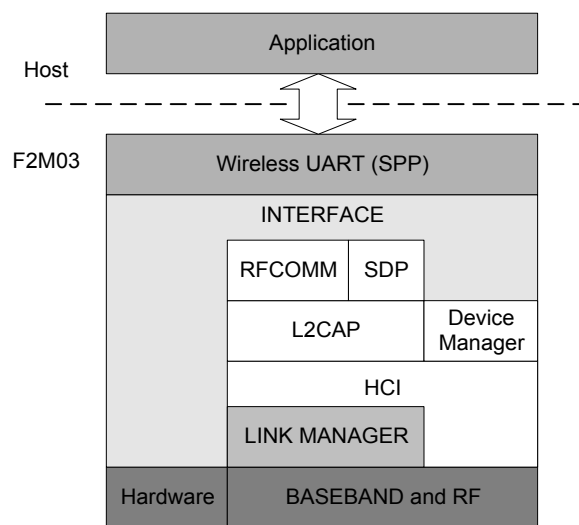 Application
Host
F2M03
Wireless UART (SPP)
INTERFACE
RFCOMM
SDP
L2CAP
Device
Manager
HCI
LINK MANAGER
Hardware
BASEBAND and RF